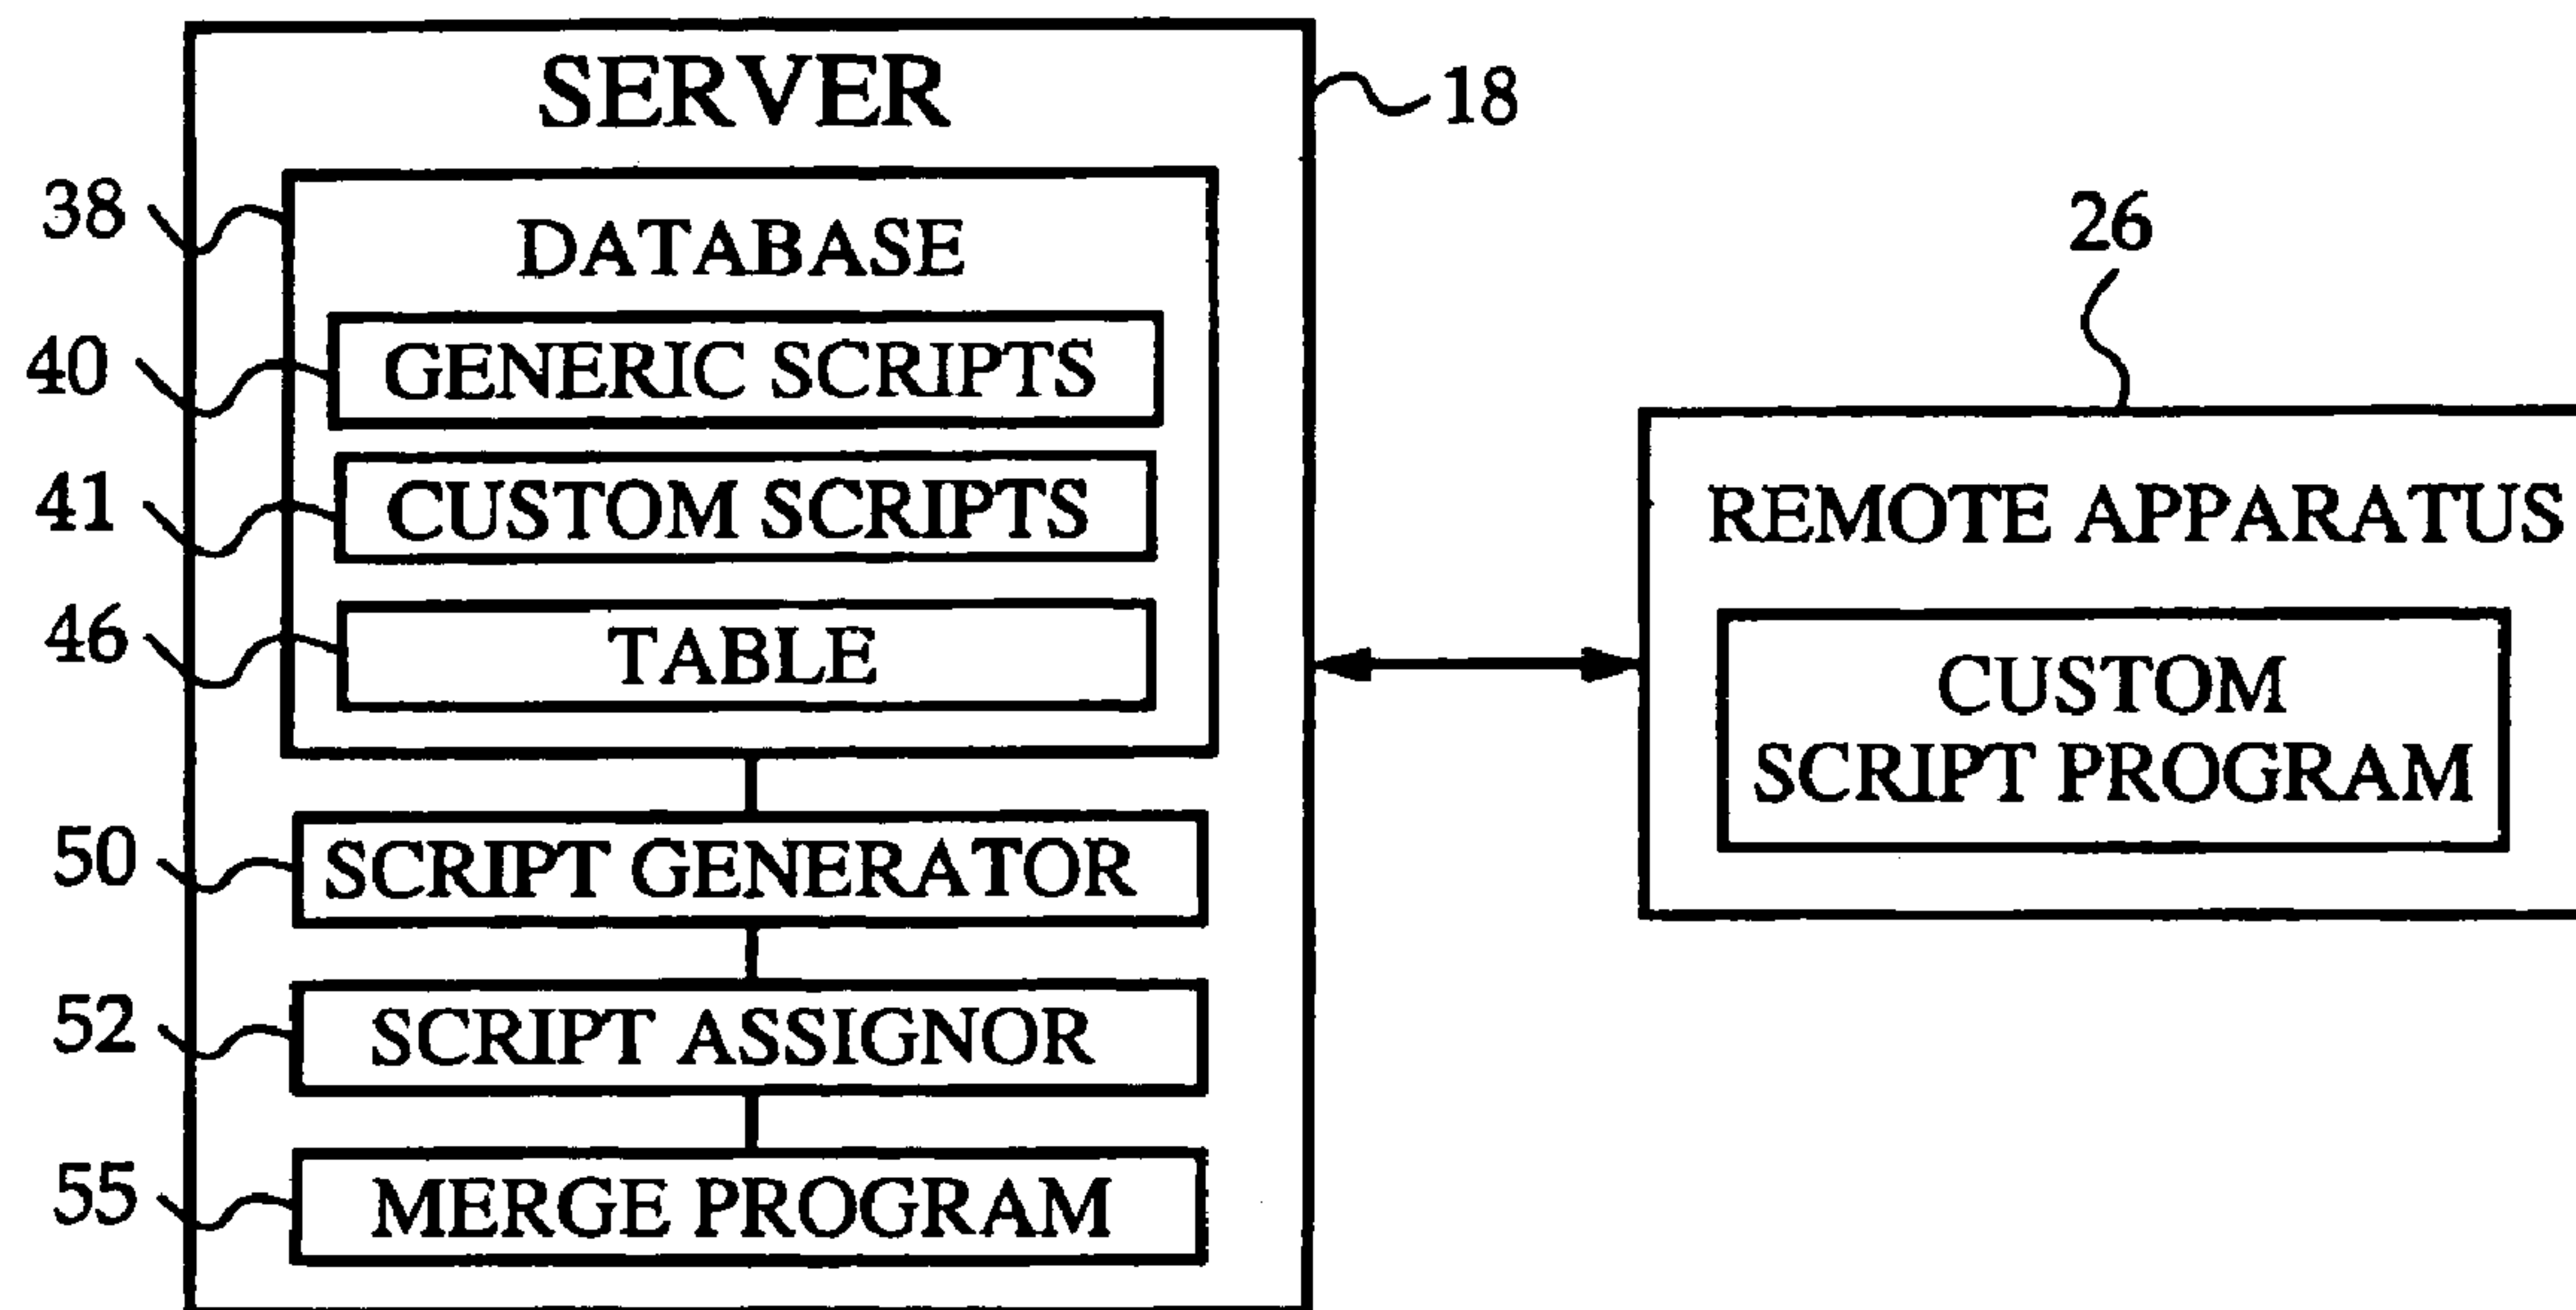 SERVER
18
38
DATABASE
40
GENERIC SCRIPTS
41
CUSTOM SCRIPTS
46
TABLE
50
SCRIPT GENERATOR
52
SCRIPT ASSIGNOR
55
MERGE PROGRAM
26
REMOTE APPARATUS
CUSTOM
SCRIPT PROGRAM